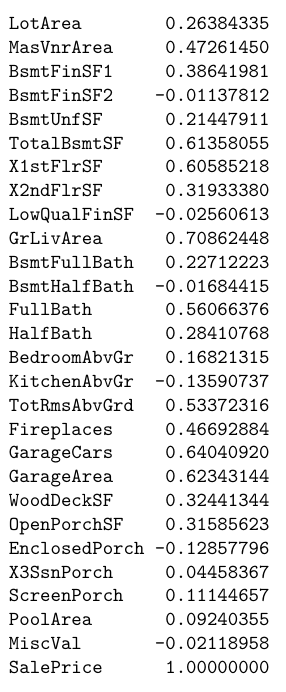 LotArea 0.26384335
MasVnrArea 0.47261450
BsmtFinSF1 0.38641981
BsmtFinSF2 -0.01137812
BsmtUnfSF 0.21447911
TotalBsmtSF 0.61358055
X1stFlrSF 0.60585218
X2ndFlrSF 0.31933380
LowQualFinSF -0.02560613
GrLivArea 0.70862448
BsmtFullBath 0.22712223
BsmtHalfBath -0.01684415
FullBath 0.56066376
HalfBath 0.28410768
BedroomAbvGr 0.16821315
KitchenAbvGr -0.13590737
TotRmsAbvGrd 0.53372316
Fireplaces 0.46692884
GarageCars 0.64040920
GarageArea 0.62343144
WoodDeckSF 0.32441344
OpenPorchSF 0.31585623
EnclosedPorch -0.12857796
X3SsnPorch 0.04458367
ScreenPorch 0.11144657
PoolArea 0.09240355
MiscVal -0.02118958
SalePrice 1.00000000